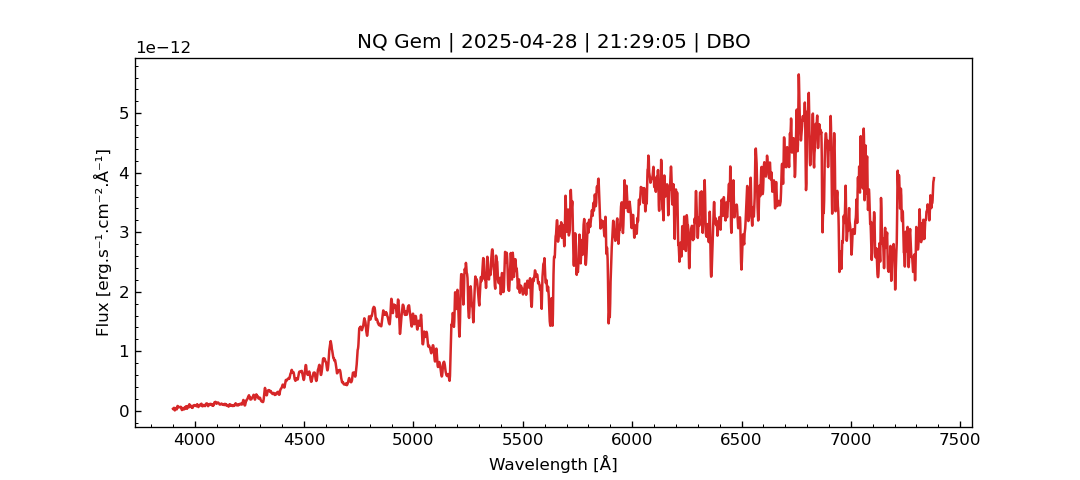 NQ Gem | 2025-04-28 | 21:29:05 | DBO
1e−12
Flux [erg.s⁻¹.cm⁻².Å⁻¹]
5
4
3
2
1
0
4000 4500 5000 5500 6000 6500 7000 7500
Wavelength [Å]